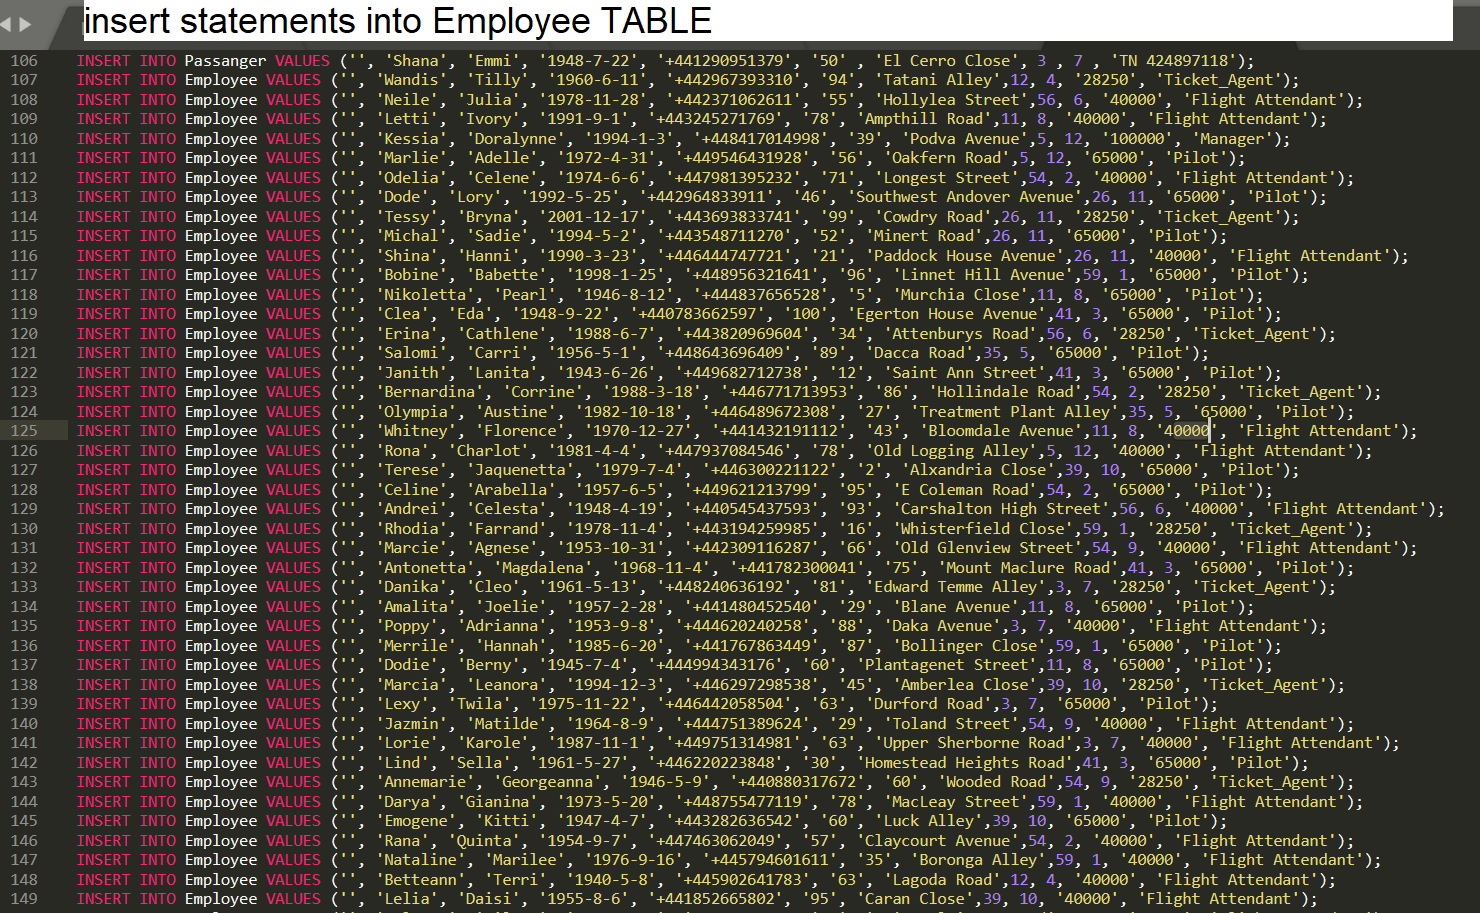 insert statements into Employee TABLE
106 INSERT INTO Passanger VALUES ('', 'Shana', 'Emmi', '1948-7-22', '+441290951379', '50' , 'El Cerro Close', 3 , 7 , 'TN 424897118');
107 INSERT INTO Employee VALUES ('', 'Wandis', 'Tilly', '1960-6-11', '+442967393310', '94', 'Tatani Alley',12, 4, '28250', 'Ticket_Agent');
108 INSERT INTO Employee VALUES ('', 'Neile', 'Julia', '1978-11-28', '+442371062611', '55', 'Hollylea Street',56, 6, '40000', 'Flight Attendant');
109 INSERT INTO Employee VALUES ('', 'Letti', 'Ivory', '1991-9-1', '+443245271769', '78', 'Ampthill Road',11, 8, '40000', 'Flight Attendant');
110 INSERT INTO Employee VALUES ('', 'Kessia', 'Doralynne', '1994-1-3', '+448417014998', '39', 'Podva Avenue',5, 12, '100000', 'Manager');
111 INSERT INTO Employee VALUES ('', 'Marlie', 'Adelle', '1972-4-31', '+449546431928', '56', 'Oakfern Road',5, 12, '65000', 'Pilot');
112 INSERT INTO Employee VALUES ('', 'Odelia', 'Celene', '1974-6-6', '+447981395232', '71', 'Longest Street',54, 2, '40000', 'Flight Attendant');
113 INSERT INTO Employee VALUES ('', 'Dode', 'Lory', '1992-5-25', '+442964833911', '46', 'Southwest Andover Avenue',26, 11, '65000', 'Pilot');
114 INSERT INTO Employee VALUES ('', 'Tessy', 'Bryna', '2001-12-17', '+443693833741', '99', 'Cowdry Road',26, 11, '28250', 'Ticket_Agent');
115 INSERT INTO Employee VALUES ('', 'Michal', 'Sadie', '1994-5-2', '+443548711270', '52', 'Minert Road',26, 11, '65000', 'Pilot');
116 INSERT INTO Employee VALUES ('', 'Shina', 'Hanni', '1990-3-23', '+446444747721', '21', 'Paddock House Avenue',26, 11, '40000', 'Flight Attendant');
117 INSERT INTO Employee VALUES ('', 'Bobine', 'Babette', '1998-1-25', '+448956321641', '96', 'Linnet Hill Avenue',59, 1, '65000', 'Pilot');
118 INSERT INTO Employee VALUES ('', 'Nikoletta', 'Pearl', '1946-8-12', '+444837656528', '5', 'Murchia Close',11, 8, '65000', 'Pilot');
119 INSERT INTO Employee VALUES ('', 'Clea', 'Eda', '1948-9-22', '+440783662597', '100', 'Egerton House Avenue',41, 3, '65000', 'Pilot');
120 INSERT INTO Employee VALUES ('', 'Erina', 'Cathlene', '1988-6-7', '+443820969604', '34', 'Attenburys Road',56, 6, '28250', 'Ticket_Agent');
121 INSERT INTO Employee VALUES ('', 'Salomi', 'Carri', '1956-5-1', '+448643696409', '89', 'Dacca Road',35, 5, '65000', 'Pilot');
122 INSERT INTO Employee VALUES ('', 'Janith', 'Lanita', '1943-6-26', '+449682712738', '12', 'Saint Ann Street',41, 3, '65000', 'Pilot');
123 INSERT INTO Employee VALUES ('', 'Bernardina', 'Corrine', '1988-3-18', '+446771713953', '86', 'Hollindale Road',54, 2, '28250', 'Ticket_Agent');
124 INSERT INTO Employee VALUES ('', 'Olympia', 'Austine', '1982-10-18', '+446489672308', '27', 'Treatment Plant Alley',35, 5, '65000', 'Pilot');
125 INSERT INTO Employee VALUES ('', 'Whitney', 'Florence', '1970-12-27', '+441432191112', '43', 'Bloomdale Avenue',11, 8, '40000', 'Flight Attendant');
126 INSERT INTO Employee VALUES ('', 'Rona', 'Charlot', '1981-4-4', '+447937084546', '78', 'Old Logging Alley',5, 12, '40000', 'Flight Attendant');
127 INSERT INTO Employee VALUES ('', 'Terese', 'Jaquenetta', '1979-7-4', '+446300221122', '2', 'Alxandria Close',39, 10, '65000', 'Pilot');
128 INSERT INTO Employee VALUES ('', 'Celine', 'Arabella', '1957-6-5', '+449621213799', '95', 'E Coleman Road',54, 2, '65000', 'Pilot');
129 INSERT INTO Employee VALUES ('', 'Andrei', 'Celesta', '1948-4-19', '+440545437593', '93', 'Carshalton High Street',56, 6, '40000', 'Flight Attendant');
130 INSERT INTO Employee VALUES ('', 'Rhodia', 'Farrand', '1978-11-4', '+443194259985', '16', 'Whisterfield Close',59, 1, '28250', 'Ticket_Agent');
131 INSERT INTO Employee VALUES ('', 'Marcie', 'Agnese', '1953-10-31', '+442309116287', '66', 'Old Glenview Street',54, 9, '40000', 'Flight Attendant');
132 INSERT INTO Employee VALUES ('', 'Antonetta', 'Magdalena', '1968-11-4', '+441782300041', '75', 'Mount Maclure Road',41, 3, '65000', 'Pilot');
133 INSERT INTO Employee VALUES ('', 'Danika', 'Cleo', '1961-5-13', '+448240636192', '81', 'Edward Temme Alley',3, 7, '28250', 'Ticket_Agent');
134 INSERT INTO Employee VALUES ('', 'Amalita', 'Joelie', '1957-2-28', '+441480452540', '29', 'Blane Avenue',11, 8, '65000', 'Pilot');
135 INSERT INTO Employee VALUES ('', 'Poppy', 'Adrianna', '1953-9-8', '+444620240258', '88', 'Daka Avenue',3, 7, '40000', 'Flight Attendant');
136 INSERT INTO Employee VALUES ('', 'Merrile', 'Hannah', '1985-6-20', '+441767863449', '87', 'Bollinger Close',59, 1, '65000', 'Pilot');
137 INSERT INTO Employee VALUES ('', 'Dodie', 'Berny', '1945-7-4', '+444994343176', '60', 'Plantagenet Street',11, 8, '65000', 'Pilot');
138 INSERT INTO Employee VALUES ('', 'Marcia', 'Leanora', '1994-12-3', '+446297298538', '45', 'Amberlea Close',39, 10, '28250', 'Ticket_Agent');
139 INSERT INTO Employee VALUES ('', 'Lexy', 'Twila', '1975-11-22', '+446442058504', '63', 'Durford Road',3, 7, '65000', 'Pilot');
140 INSERT INTO Employee VALUES ('', 'Jazmin', 'Matilde', '1964-8-9', '+444751389624', '29', 'Toland Street',54, 9, '40000', 'Flight Attendant');
141 INSERT INTO Employee VALUES ('', 'Lorie', 'Karole', '1987-11-1', '+449751314981', '63', 'Upper Sherborne Road',3, 7, '40000', 'Flight Attendant');
142 INSERT INTO Employee VALUES ('', 'Lind', 'Sella', '1961-5-27', '+446220223848', '30', 'Homestead Heights Road',41, 3, '65000', 'Pilot');
143 INSERT INTO Employee VALUES ('', 'Annemarie', 'Georgeanna', '1946-5-9', '+440880317672', '60', 'Wooded Road',54, 9, '28250', 'Ticket_Agent');
144 INSERT INTO Employee VALUES ('', 'Darya', 'Gianina', '1973-5-20', '+448755477119', '78', 'MacLeay Street',59, 1, '40000', 'Flight Attendant');
145 INSERT INTO Employee VALUES ('', 'Emogene', 'Kitti', '1947-4-7', '+443282636542', '60', 'Luck Alley',39, 10, '65000', 'Pilot');
146 INSERT INTO Employee VALUES ('', 'Rana', 'Quinta', '1954-9-7', '+447463062049', '57', 'Claycourt Avenue',54, 2, '40000', 'Flight Attendant');
147 INSERT INTO Employee VALUES ('', 'Nataline', 'Marilee', '1976-9-16', '+445794601611', '35', 'Boronga Alley',59, 1, '40000', 'Flight Attendant');
148 INSERT INTO Employee VALUES ('', 'Betteann', 'Terri', '1940-5-8', '+445902641783', '63', 'Lagoda Road',12, 4, '40000', 'Flight Attendant');
149 INSERT INTO Employee VALUES ('', 'Lelia', 'Daisi', '1955-8-6', '+441852665802', '95', 'Caran Close',39, 10, '40000', 'Flight Attendant');